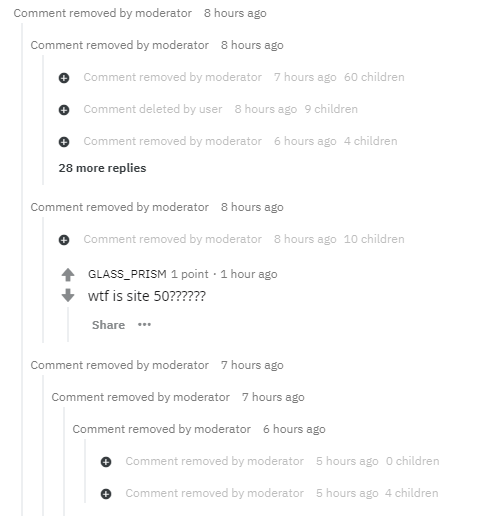 Comment removed by moderator 8 hours ago
Comment removed by moderator 8 hours ago
Comment removed by moderator 7 hours ago 60 children
Comment deleted by user 8 hours ago 9 children
Comment removed by moderator 6 hours ago 4 children
28 more replies
Comment removed by moderator 8 hours ago
Comment removed by moderator 8 hours ago 10 children
GLASS_PRISM 1 point · 1 hour ago
wtf is site 50??????
Share •••
Comment removed by moderator 7 hours ago
Comment removed by moderator 7 hours ago
Comment removed by moderator 6 hours ago
Comment removed by moderator 5 hours ago 0 children
Comment removed by moderator 5 hours ago 4 children